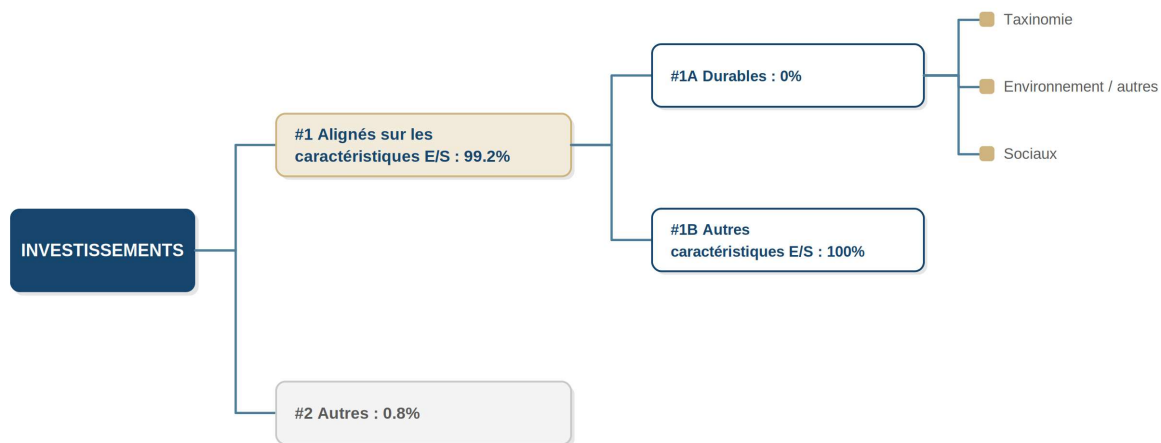 INVESTISSEMENTS
#1 Alignés sur les
caractéristiques E/S : 99.2%
#2 Autres : 0.8%
#1A Durables : 0%
#1B Autres
caractéristiques E/S : 100%
Taxinomie
Environnement / autres
Sociaux